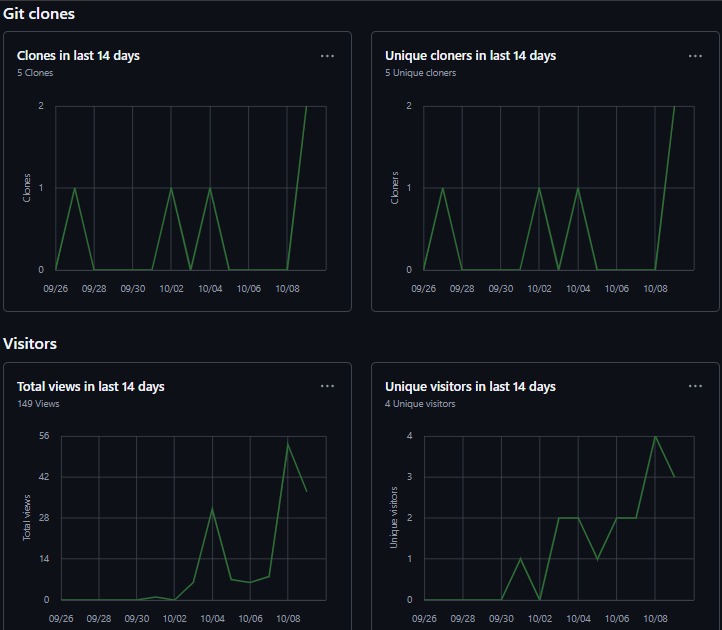 Git clones
Clones in last 14 days
5 Clones
2
1
0
Clones
09/26 09/28 09/30 10/02 10/04 10/06 10/08
Unique cloners in last 14 days
5 Unique cloners
2
1
0
Cloners
09/26 09/28 09/30 10/02 10/04 10/06 10/08
Visitors
Total views in last 14 days
149 Views
56
42
28
14
0
Total views
09/26 09/28 09/30 10/02 10/04 10/06 10/08
Unique visitors in last 14 days
4 Unique visitors
4
3
2
1
0
Unique visitors
09/26 09/28 09/30 10/02 10/04 10/06 10/08